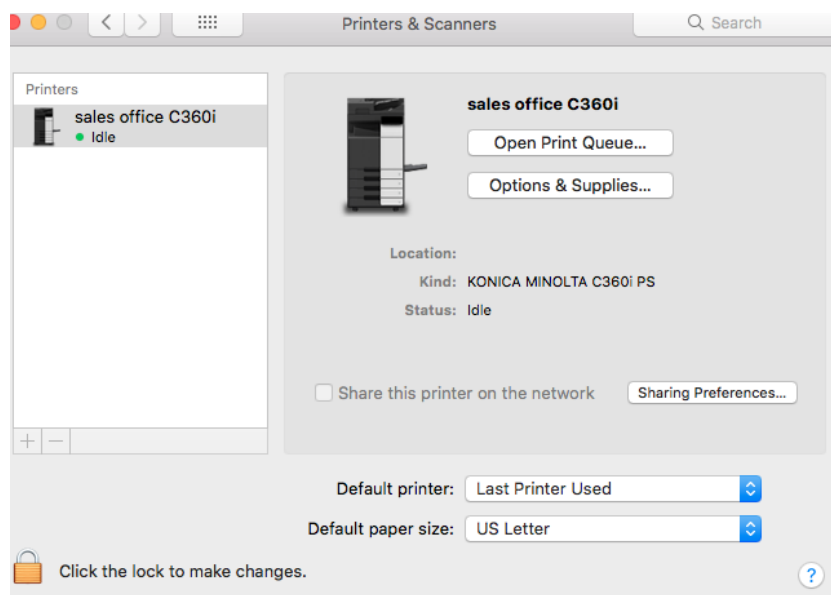 Printers & Scanners
Search
Printers
sales office C360i
Idle
sales office C360i
Open Print Queue...
Options & Supplies...
Location:
Kind: KONICA MINOLTA C360i PS
Status: Idle
Share this printer on the network
Sharing Preferences...
Default printer: Last Printer Used
Default paper size: US Letter
Click the lock to make changes.
?